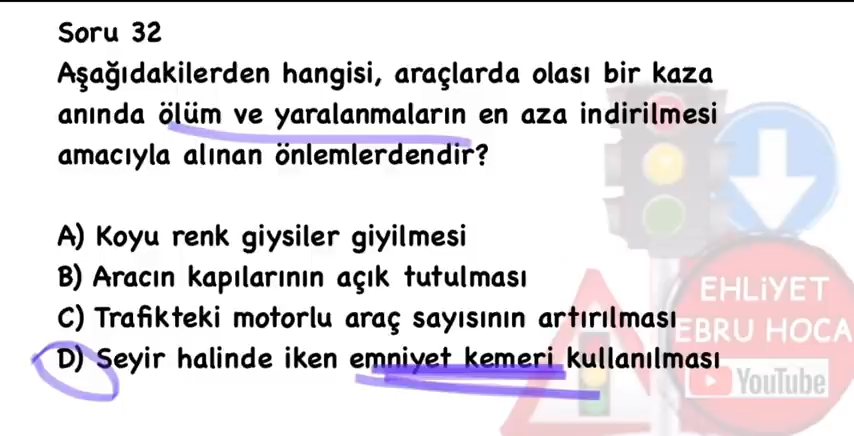 Soru 32
Aşağıdakilerden hangisi, araçlarda olası bir kaza
anında ölüm ve yaralanmaların en aza indirilmesi
amacıyla alınan önlemlerdendir?
A) Koyu renk giysiler giyilmesi
B) Aracın kapılarının açık tutulması
C) Trafikteki motorlu araç sayısının artırılması
D) Seyir halinde iken emniyet kemeri kullanılması
EHLİYET
EBRU HOCA
YouTube